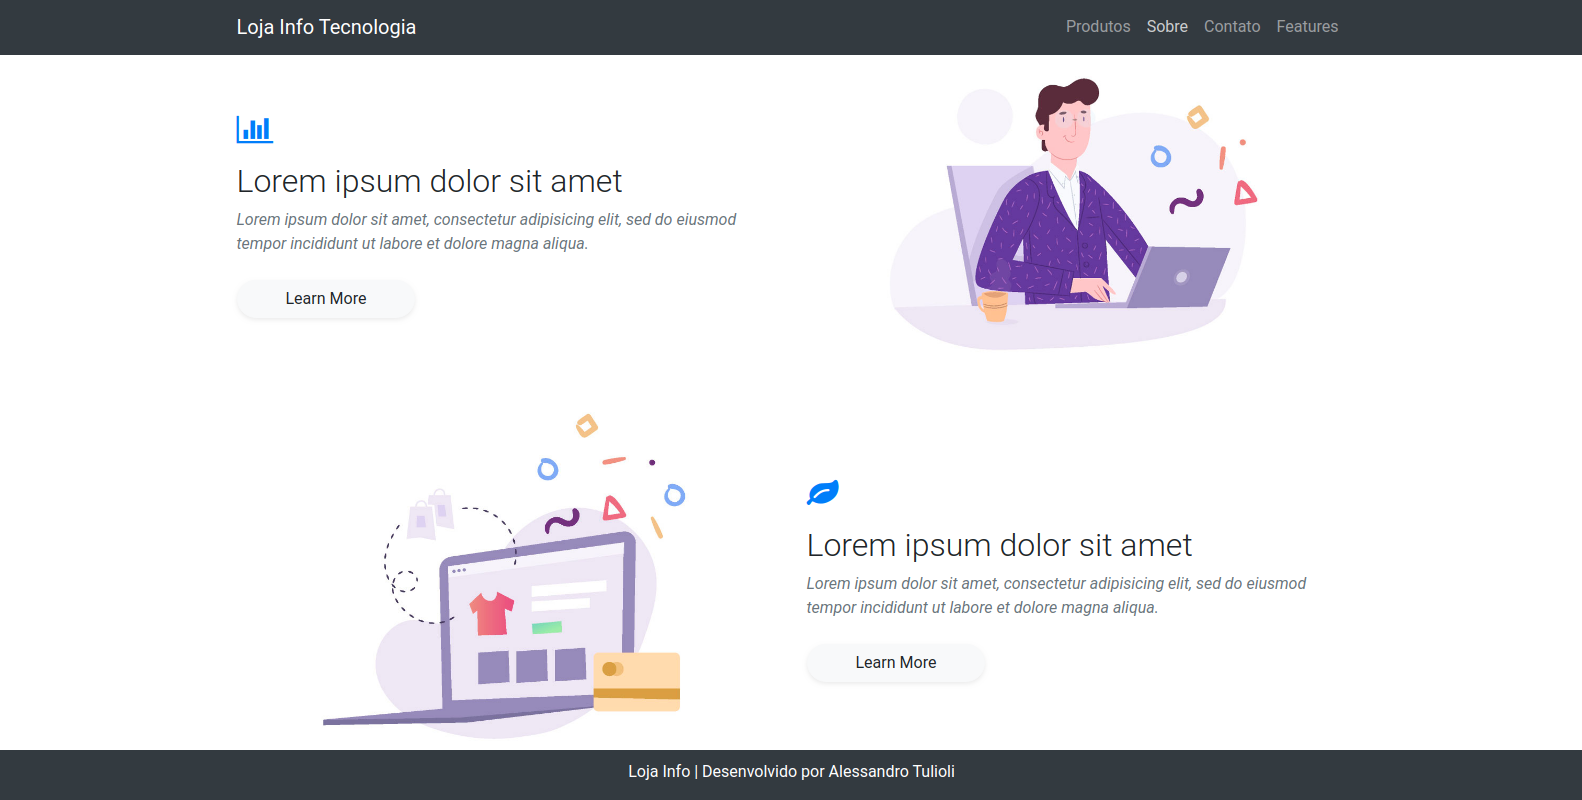 Loja Info Tecnologia
Produtos Sobre Contato Features
Lorem ipsum dolor sit amet
Lorem ipsum dolor sit amet, consectetur adipisicing elit, sed do eiusmod
tempor incididunt ut labore et dolore magna aliqua.
Learn More
Lorem ipsum dolor sit amet
Lorem ipsum dolor sit amet, consectetur adipisicing elit, sed do eiusmod
tempor incididunt ut labore et dolore magna aliqua.
Learn More
Loja Info | Desenvolvido por Alessandro Tulioli